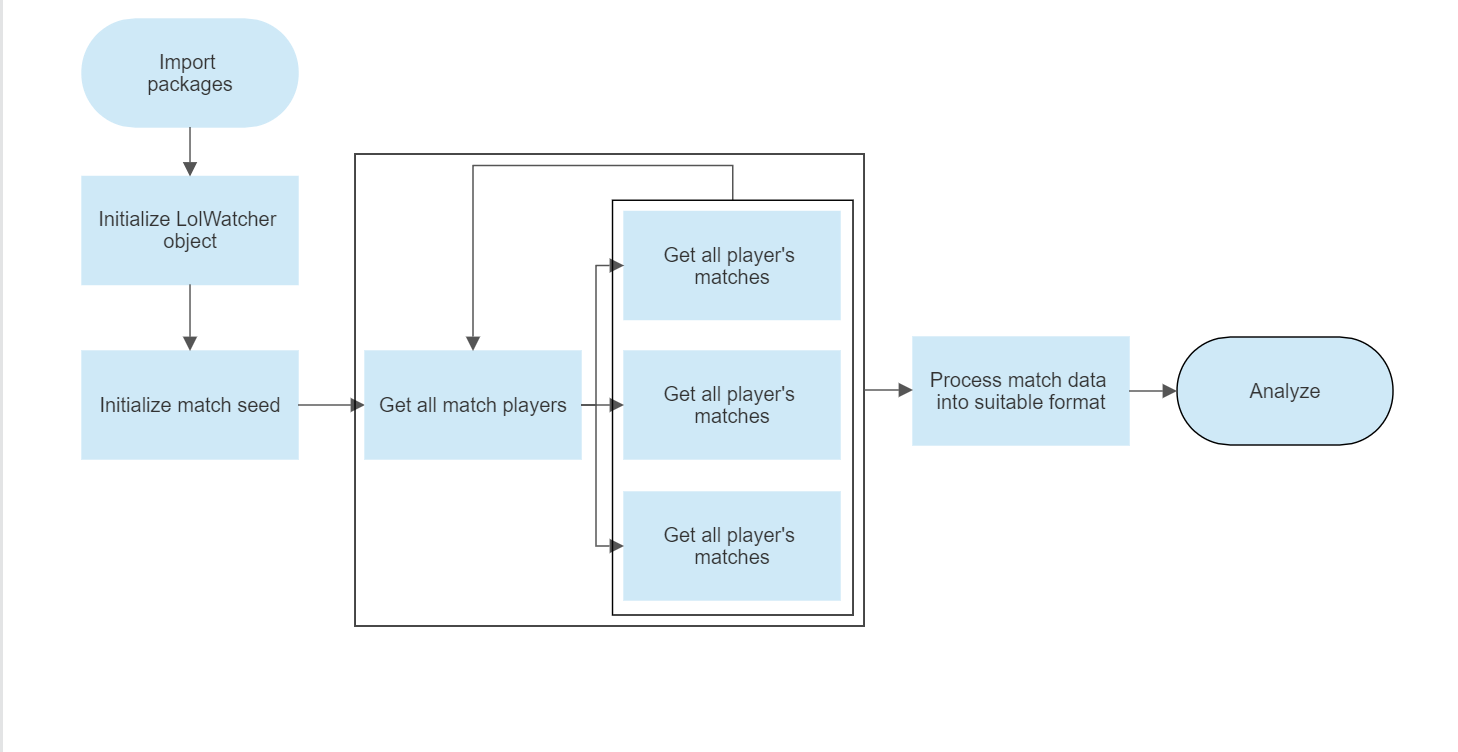 Import
packages
Initialize LolWatcher
object
Initialize match seed
Get all match players
Get all player's
matches
Get all player's
matches
Get all player's
matches
Process match data
into suitable format
Analyze